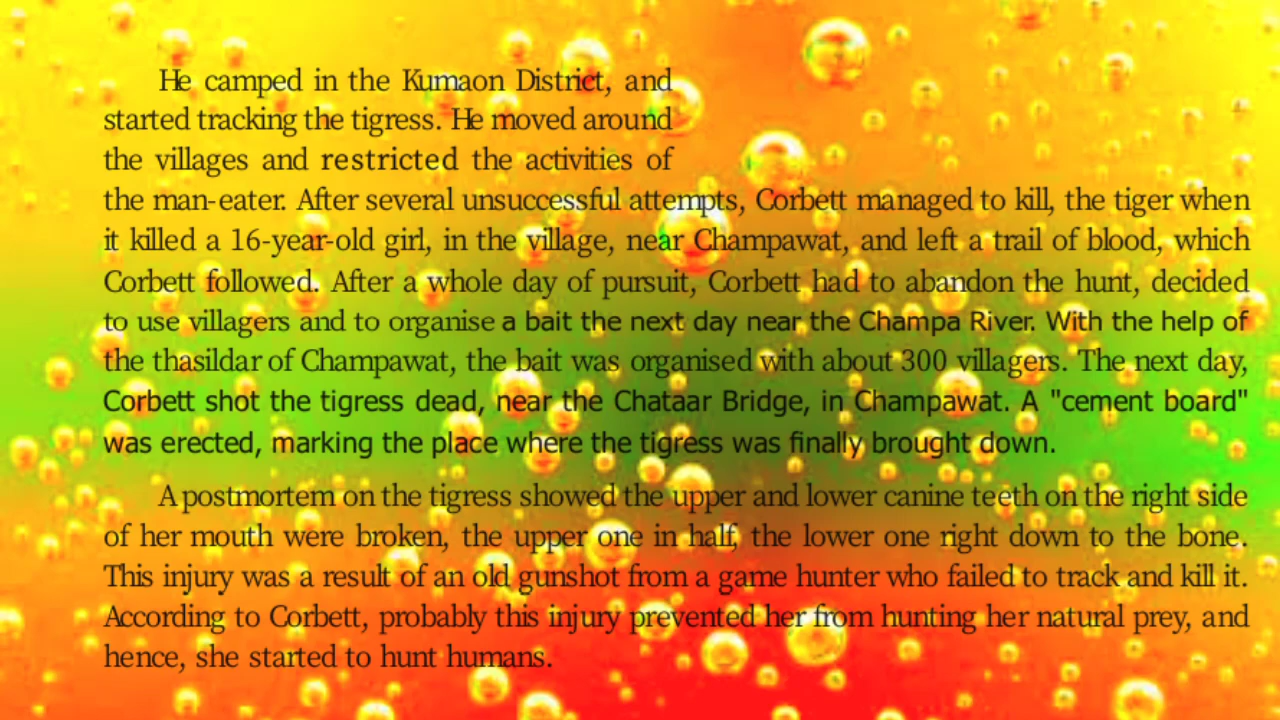 He camped in the Kumaon District, and
started tracking the tigress. He moved around
the villages and restricted the activities of
the man-eater. After several unsuccessful attempts, Corbett managed to kill, the tiger when
it killed a 16-year-old girl, in the village, near Champawat, and left a trail of blood, which
Corbett followed. After a whole day of pursuit, Corbett had to abandon the hunt, decided
to use villagers and to organise a bait the next day near the Champa River. With the help of
the thasildar of Champawat, the bait was organised with about 300 villagers. The next day,
Corbett shot the tigress dead, near the Chataar Bridge, in Champawat. A "cement board"
was erected, marking the place where the tigress was finally brought down.
A postmortem on the tigress showed the upper and lower canine teeth on the right side
of her mouth were broken, the upper one in half, the lower one right down to the bone.
This injury was a result of an old gunshot from a game hunter who failed to track and kill it.
According to Corbett, probably this injury prevented her from hunting her natural prey, and
hence, she started to hunt humans.